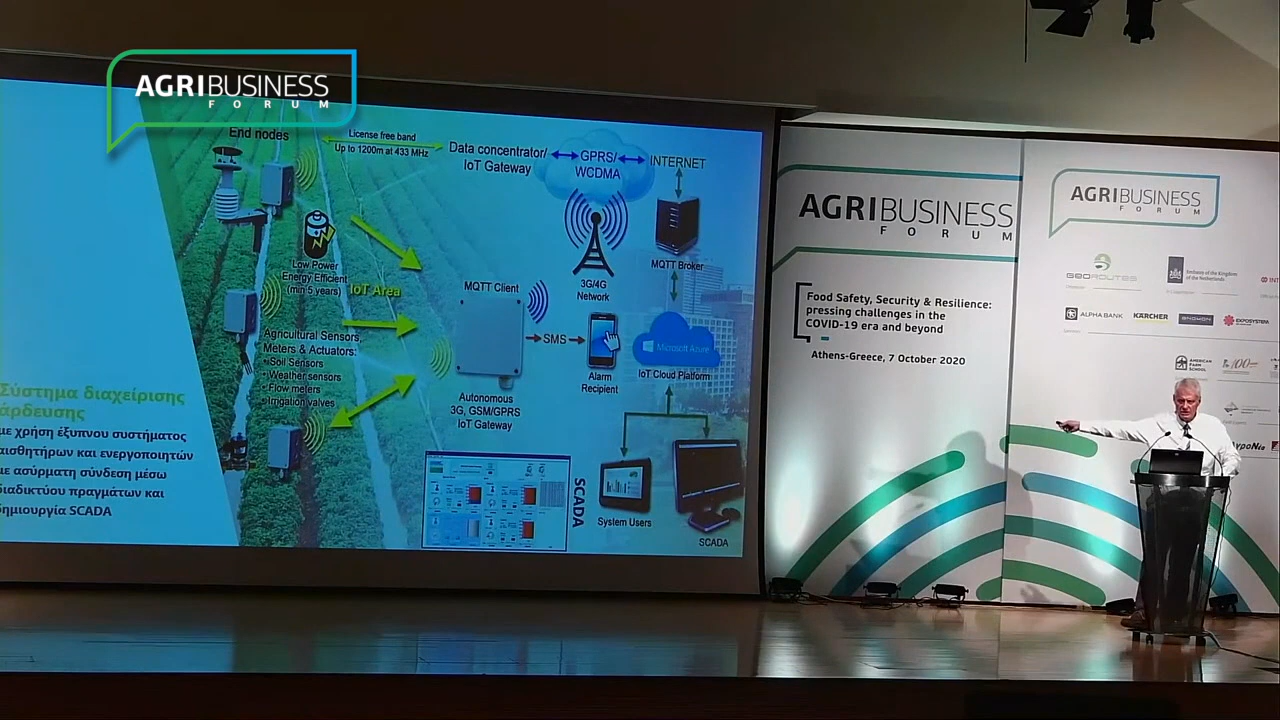 AGRIBUSINESS
FORUM
End nodes
License free band
Up to 1200m at 433 MHz
Data concentrator/
IoT Gateway
GPRS/
WCDMA
INTERNET
MQTT Broker
Low Power
Energy Efficient
(min 5 years)
IoT Area
MQTT Client
3G/4G
Network
SMS
Alarm
Recipient
Microsoft Azure
IoT Cloud Platform
Agricultural Sensors,
Meters & Actuators:
• Soil Sensors
• Weather sensors
• Flow meters
• Irrigation valves
Autonomous
3G, GSM/GPRS
IoT Gateway
Σύστημα διαχείρισης
άρδευσης
με χρήση έξυπνου συστήματος
αισθητήρων και ενεργοποιητών
με ασύρματη σύνδεση μέσω
διαδικτύου πραγμάτων και
δημιουργία SCADA
SCADA
System Users
SCADA
AGRIBUSINESS
FORUM
Food Safety, Security & Resilience:
pressing challenges in the
COVID-19 era and beyond
Athens-Greece, 7 October 2020
AGRIBUSINESS
FORUM
GEOROUTES
Embassy of the Kingdom
of the Netherlands
ALPHA BANK
KÄRCHER
EXPOSYSTEM
AMERICAN
FARM
SCHOOL
100